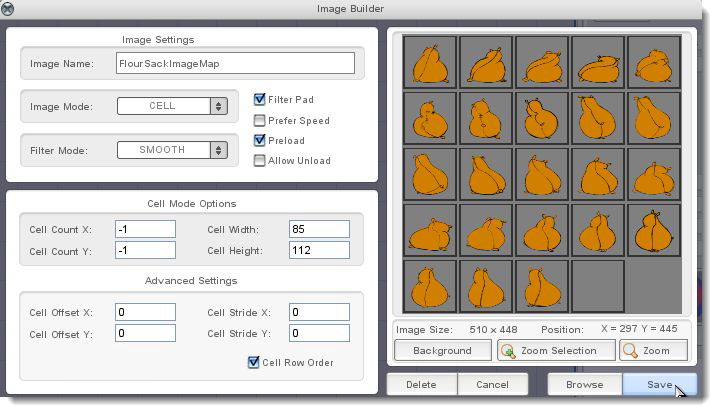 Image Builder
Image Settings
Image Name: FlourSackImageMap
Image Mode: CELL
Filter Mode: SMOOTH
Filter Pad
Prefer Speed
Preload
Allow Unload
Cell Mode Options
Cell Count X: -1 Cell Width: 85
Cell Count Y: -1 Cell Height: 112
Advanced Settings
Cell Offset X: 0 Cell Stride X: 0
Cell Offset Y: 0 Cell Stride Y: 0
Cell Row Order
Image Size: 510 x 448 Position: X = 297 Y = 445
Background Zoom Selection Zoom
Delete Cancel Browse Save